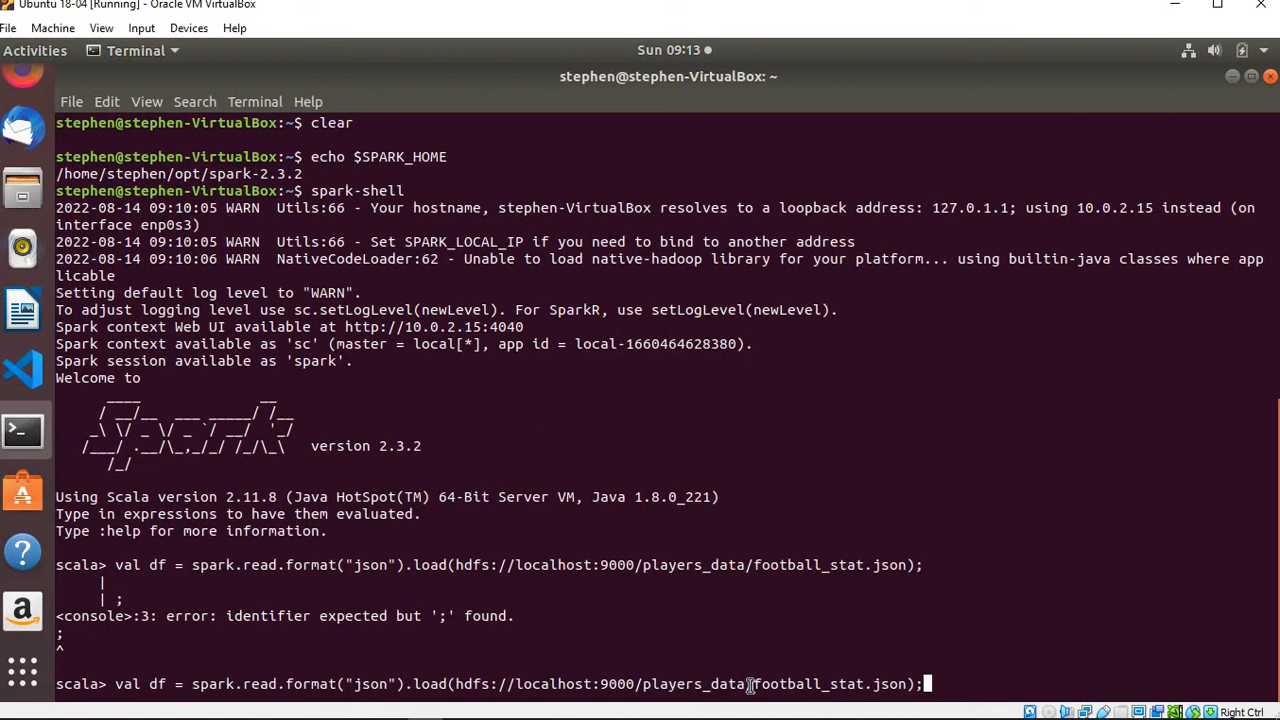 Ubuntu 18-04 [Running] - Oracle VM VirtualBox
File Machine View Input Devices Help
Activities Terminal Sun 09:13
stephen@stephen-VirtualBox: ~
File Edit View Search Terminal Help
stephen@stephen-VirtualBox:~$ clear
stephen@stephen-VirtualBox:~$ echo $SPARK_HOME
/home/stephen/opt/spark-2.3.2
stephen@stephen-VirtualBox:~$ spark-shell
2022-08-14 09:10:05 WARN  Utils:66 - Your hostname, stephen-VirtualBox resolves to a loopback address: 127.0.1.1; using 10.0.2.15 instead (on
interface enp0s3)
2022-08-14 09:10:05 WARN  Utils:66 - Set SPARK_LOCAL_IP if you need to bind to another address
2022-08-14 09:10:06 WARN  NativeCodeLoader:62 - Unable to load native-hadoop library for your platform... using builtin-java classes where app
licable
Setting default log level to "WARN".
To adjust logging level use sc.setLogLevel(newLevel). For SparkR, use setLogLevel(newLevel).
Spark context Web UI available at http://10.0.2.15:4040
Spark context available as 'sc' (master = local[*], app id = local-1660464628380).
Spark session available as 'spark'.
Welcome to
Spark version 2.3.2
Using Scala version 2.11.8 (Java HotSpot(TM) 64-Bit Server VM, Java 1.8.0_221)
Type in expressions to have them evaluated.
Type :help for more information.
scala> val df = spark.read.format("json").load(hdfs://localhost:9000/players_data/football_stat.json);
|
| ;
<console>:3: error: identifier expected but ';' found.
;
^
scala> val df = spark.read.format("json").load(hdfs://localhost:9000/players_data/football_stat.json);
Right Ctrl